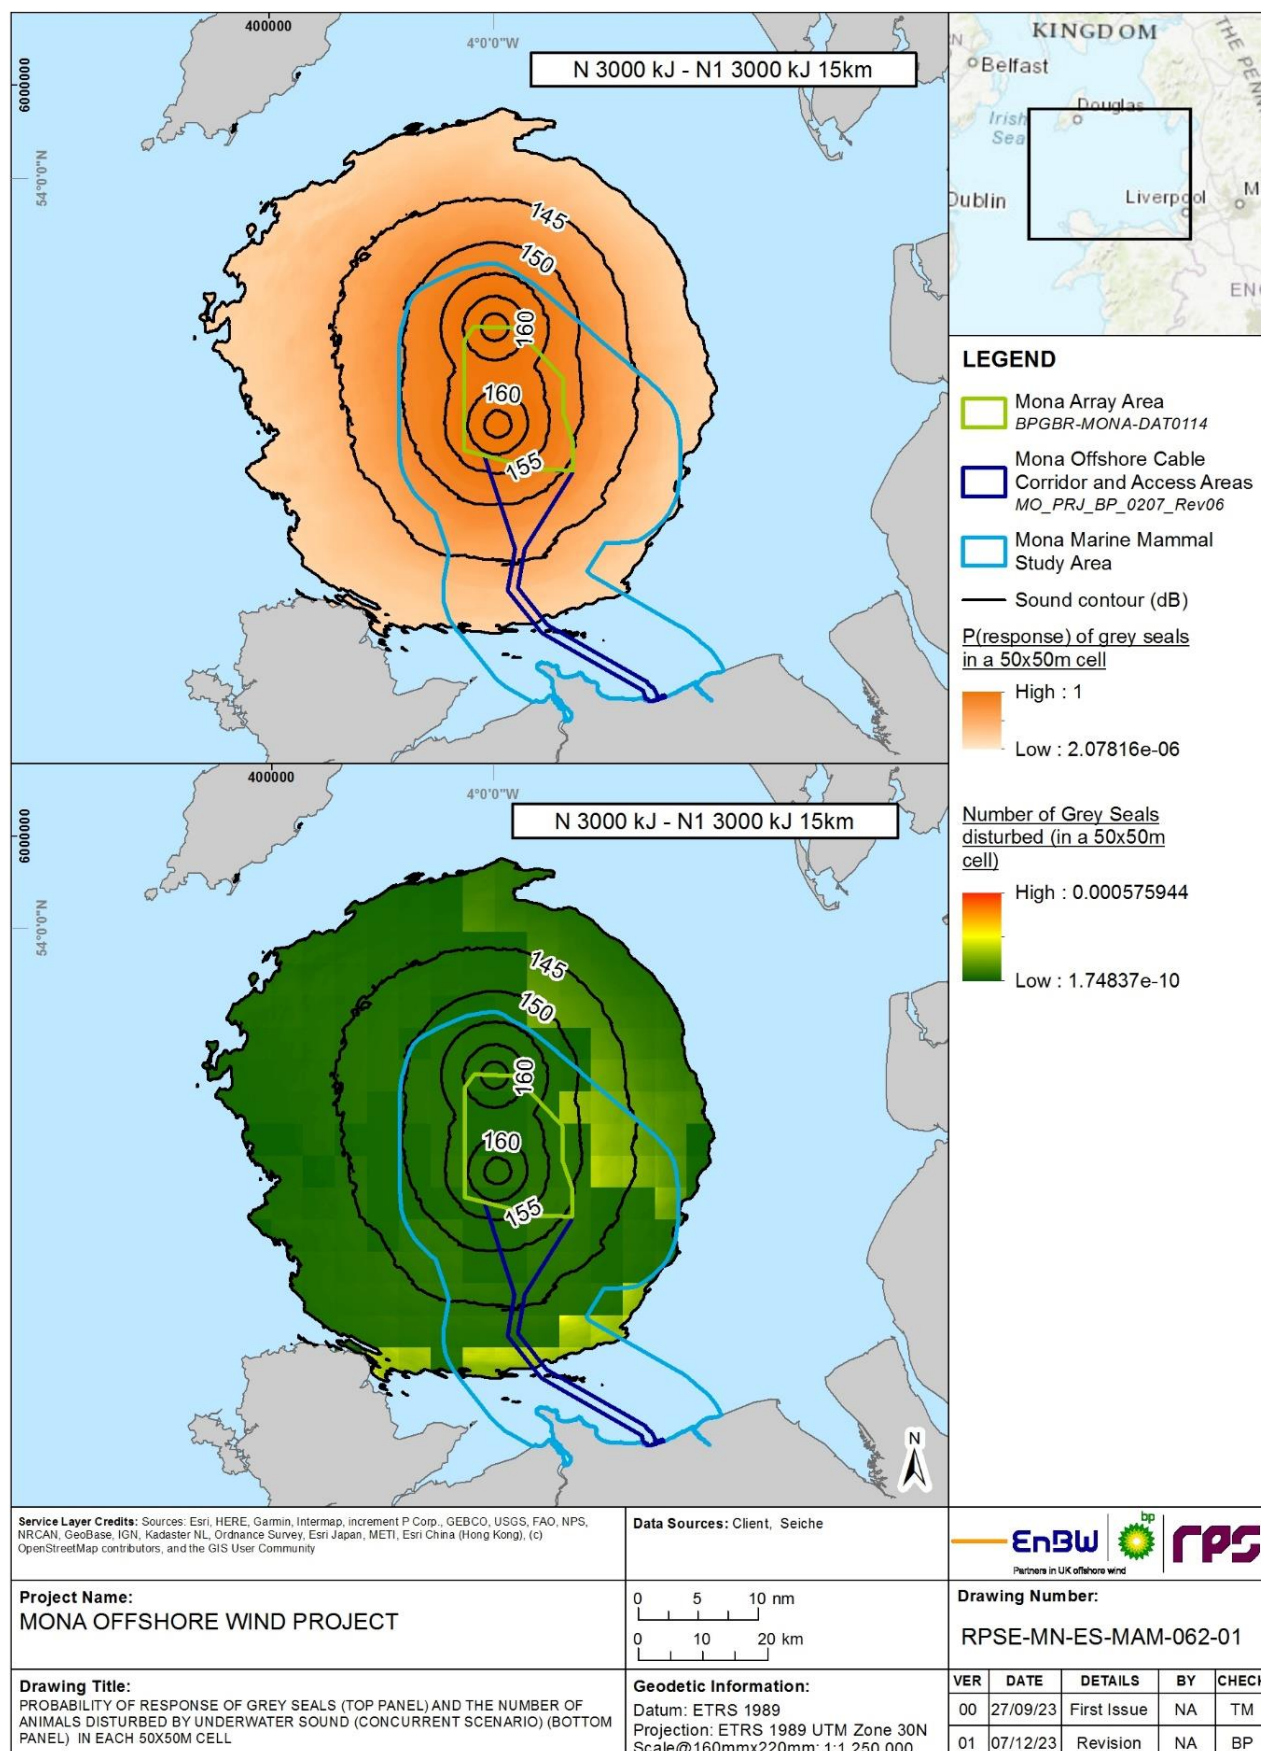 400000
4°0'0"W
N 3000 kJ - N1 3000 kJ 15km
6000000
54°0'0"N
145
150
160
160
155
KINGDOM
Belfast
THE PENN
Douglas
Irish
Sea
Dublin
Liverpool
M
ENG
LEGEND
Mona Array Area
BPGBR-MONA-DAT0114
Mona Offshore Cable
Corridor and Access Areas
MO_PRJ_BP_0207_Rev06
Mona Marine Mammal
Study Area
Sound contour (dB)
P(response) of grey seals
in a 50x50m cell
High : 1
Low : 2.07816e-06
Number of Grey Seals
disturbed (in a 50x50m
cell)
High : 0.000575944
Low : 1.74837e-10
400000
4°0'0"W
N 3000 kJ - N1 3000 kJ 15km
6000000
54°0'0"N
145
150
160
160
155
N
Service Layer Credits: Sources: Esri, HERE, Garmin, Intermap, increment P Corp., GEBCO, USGS, FAO, NPS,
NRCAN, GeoBase, IGN, Kadaster NL, Ordnance Survey, Esri Japan, METI, Esri China (Hong Kong), (c)
OpenStreetMap contributors, and the GIS User Community
Data Sources: Client, Seiche
EnBW
bp
rps
Partners in UK offshore wind
Project Name:
MONA OFFSHORE WIND PROJECT
0 5 10 nm
0 10 20 km
Drawing Number:
RPSE-MN-ES-MAM-062-01
Drawing Title:
PROBABILITY OF RESPONSE OF GREY SEALS (TOP PANEL) AND THE NUMBER OF
ANIMALS DISTURBED BY UNDERWATER SOUND (CONCURRENT SCENARIO) (BOTTOM
PANEL) IN EACH 50X50M CELL
Geodetic Information:
Datum: ETRS 1989
Projection: ETRS 1989 UTM Zone 30N
Scale@160mmx220mm: 1:1,250,000
VER DATE DETAILS BY CHECK
00 27/09/23 First Issue NA TM
01 07/12/23 Revision NA BP